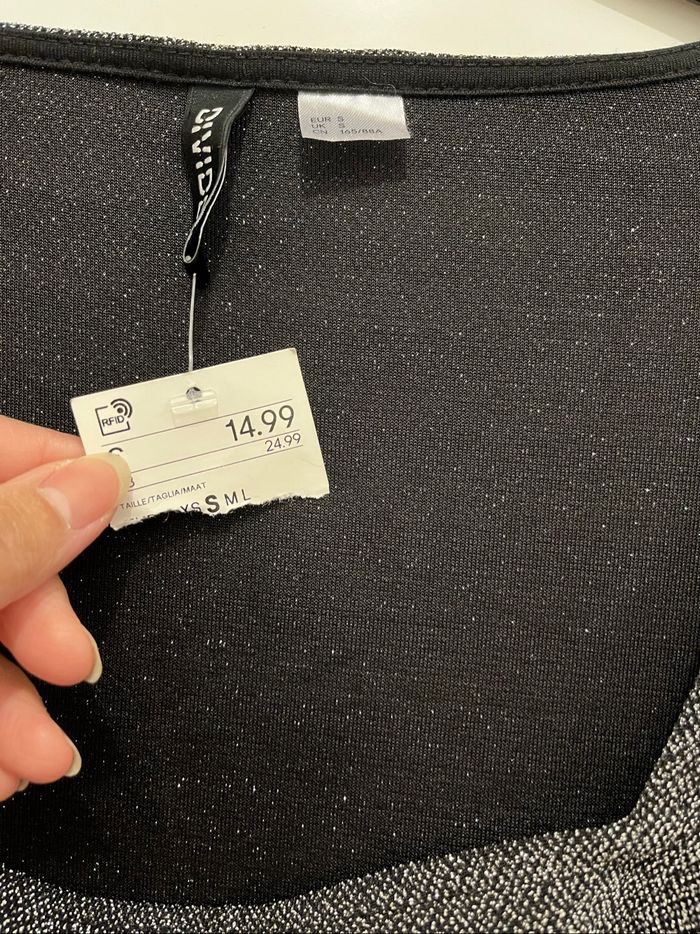 DIVIDED
EUR S
UK S
CN 165/88A
RFID
14.99
24.99
TAILLE/TAGLIA/MAAT
XS S M L